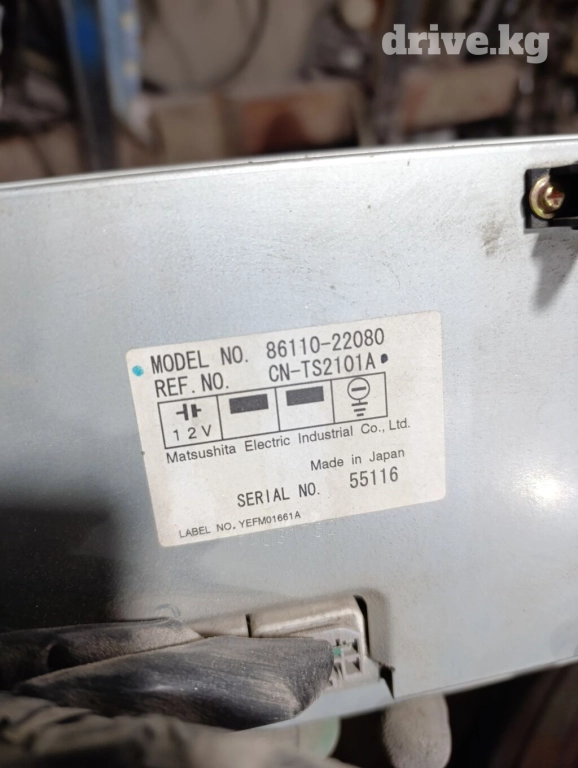 drive.kg
MODEL NO. 86110-22080
REF. NO. CN-TS2101A
12V
Matsushita Electric Industrial Co., Ltd.
Made in Japan
SERIAL NO. 55116
LABEL NO. YEFM01661A